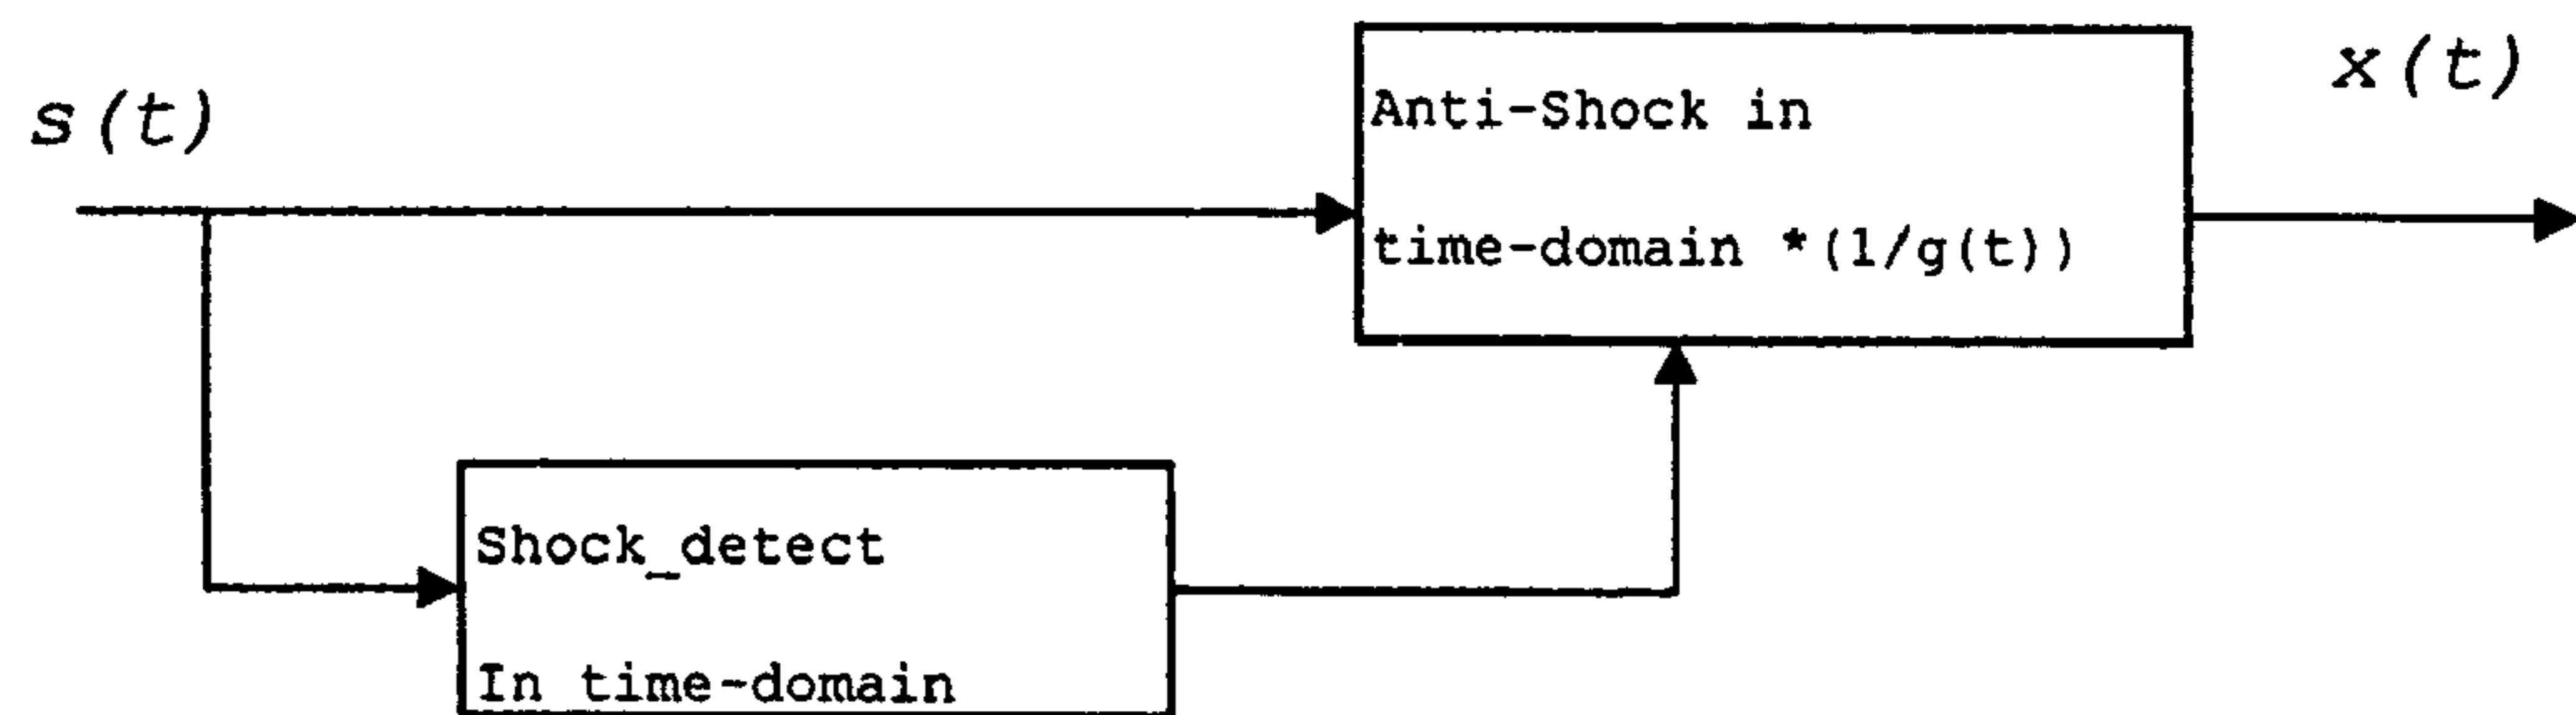 s(t)
x(t)
Anti-Shock in
time-domain *(1/g(t))
Shock_detect
In time-domain